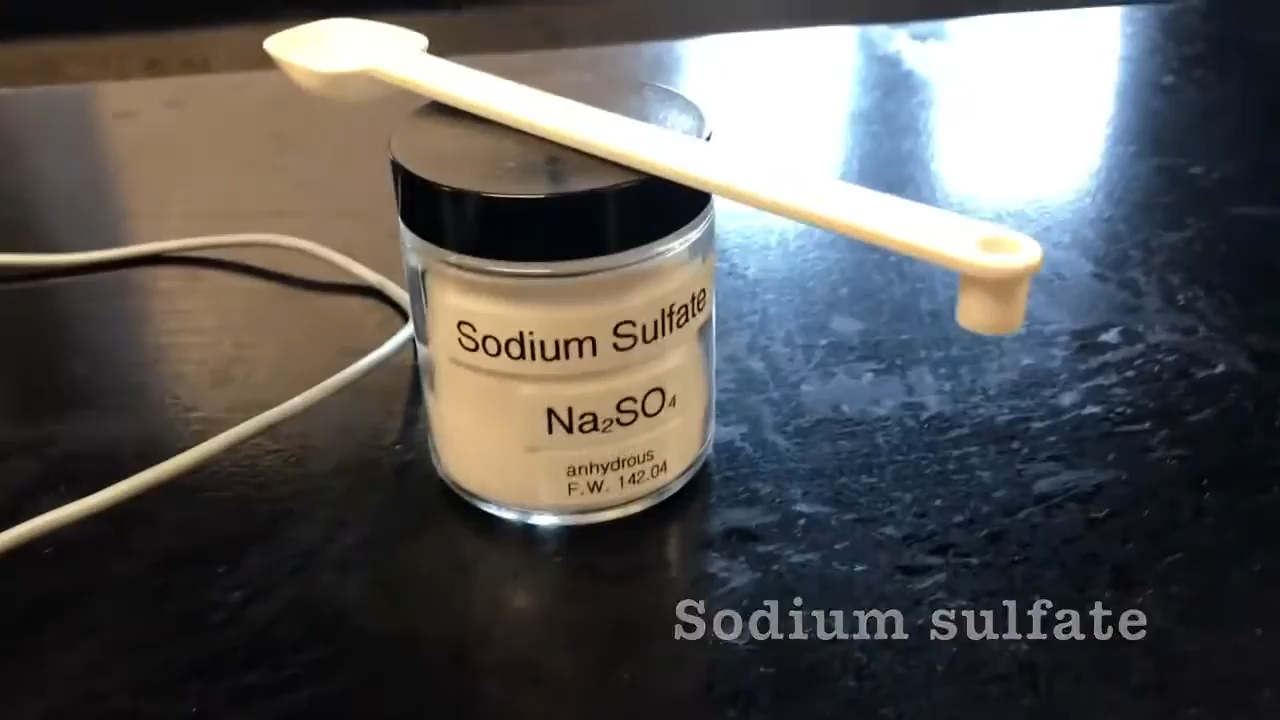 Sodium Sulfate
Na₂SO₄
anhydrous
F.W. 142.04
Sodium sulfate